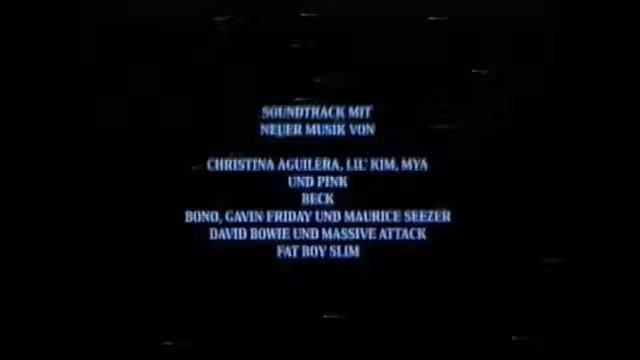 SOUNDTRACK MIT
NEUER MUSIK VON
CHRISTINA AGUILERA, LIL' KIM, MYA
UND PINK
BECK
BONO, GAVIN FRIDAY UND MAURICE SEEZER
DAVID BOWIE UND MASSIVE ATTACK
FAT BOY SLIM